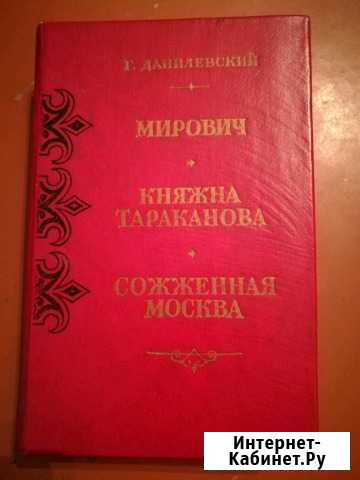 Г. ДАНИЛЕВСКИЙ
МИРОВИЧ
КНЯЖНА
ТАРАКАНОВА
СОЖЖЕННАЯ
МОСКВА
Интернет-
Кабинет.Ру